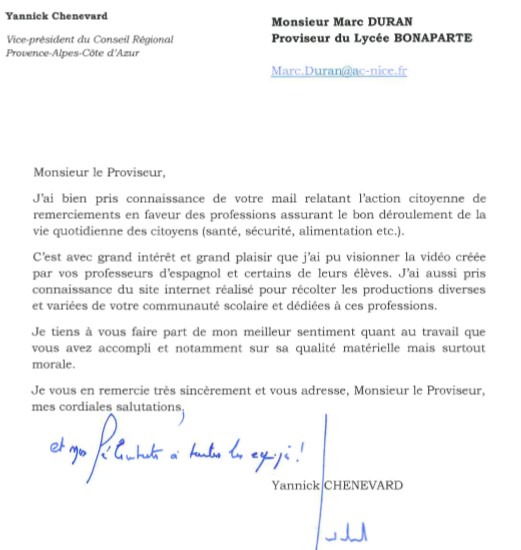 Yannick Chenevard
Vice-président du Conseil Régional
Provence-Alpes-Côte d'Azur
Monsieur Marc DURAN
Proviseur du Lycée BONAPARTE
Marc.Duran@ac-nice.fr
Monsieur le Proviseur,
J'ai bien pris connaissance de votre mail relatant l'action citoyenne de
remerciements en faveur des professions assurant le bon déroulement de la
vie quotidienne des citoyens (santé, sécurité, alimentation etc.).
C'est avec grand intérêt et grand plaisir que j'ai pu visionner la vidéo créée
par vos professeurs d'espagnol et certains de leurs élèves. J'ai aussi pris
connaissance du site internet réalisé pour récolter les productions diverses
et variées de votre communauté scolaire et dédiées à ces professions.
Je tiens à vous faire part de mon meilleur sentiment quant au travail que
vous avez accompli et notamment sur sa qualité matérielle mais surtout
morale.
Je vous en remercie très sincèrement et vous adresse, Monsieur le Proviseur,
mes cordiales salutations,
et mes à toutes les
Yannick CHENEVARD